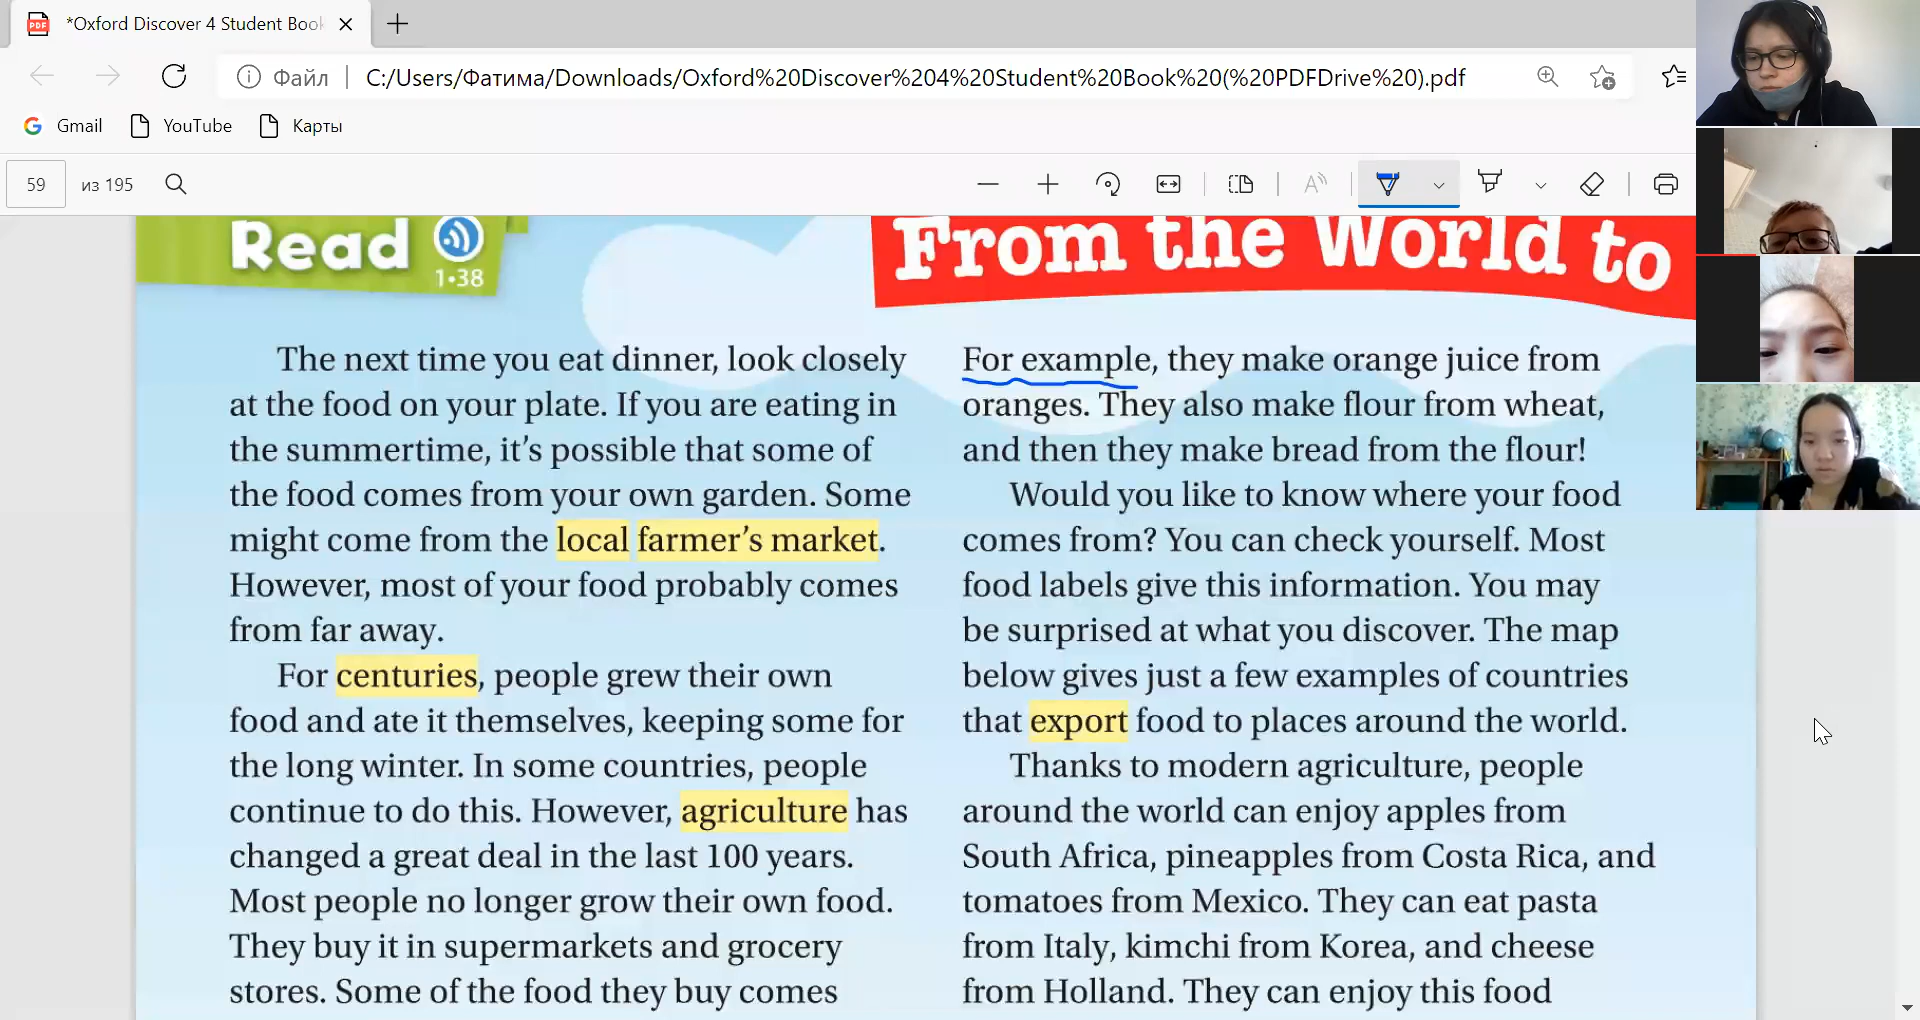 *Oxford Discover 4 Student Boo
Файл
C:/Users/Фатима/Downloads/Oxford%20Discover%204%20Student%20Book%20(%20PDFDrive%20).pdf
Gmail
YouTube
Карты
59
из 195
Read
1•38
From the World to
The next time you eat dinner, look closely
at the food on your plate. If you are eating in
the summertime, it's possible that some of
the food comes from your own garden. Some
might come from the local farmer's market.
However, most of your food probably comes
from far away.
For centuries, people grew their own
food and ate it themselves, keeping some for
the long winter. In some countries, people
continue to do this. However, agriculture has
changed a great deal in the last 100 years.
Most people no longer grow their own food.
They buy it in supermarkets and grocery
stores. Some of the food they buy comes
For example, they make orange juice from
oranges. They also make flour from wheat,
and then they make bread from the flour!
Would you like to know where your food
comes from? You can check yourself. Most
food labels give this information. You may
be surprised at what you discover. The map
below gives just a few examples of countries
that export food to places around the world.
Thanks to modern agriculture, people
around the world can enjoy apples from
South Africa, pineapples from Costa Rica, and
tomatoes from Mexico. They can eat pasta
from Italy, kimchi from Korea, and cheese
from Holland. They can enjoy this food